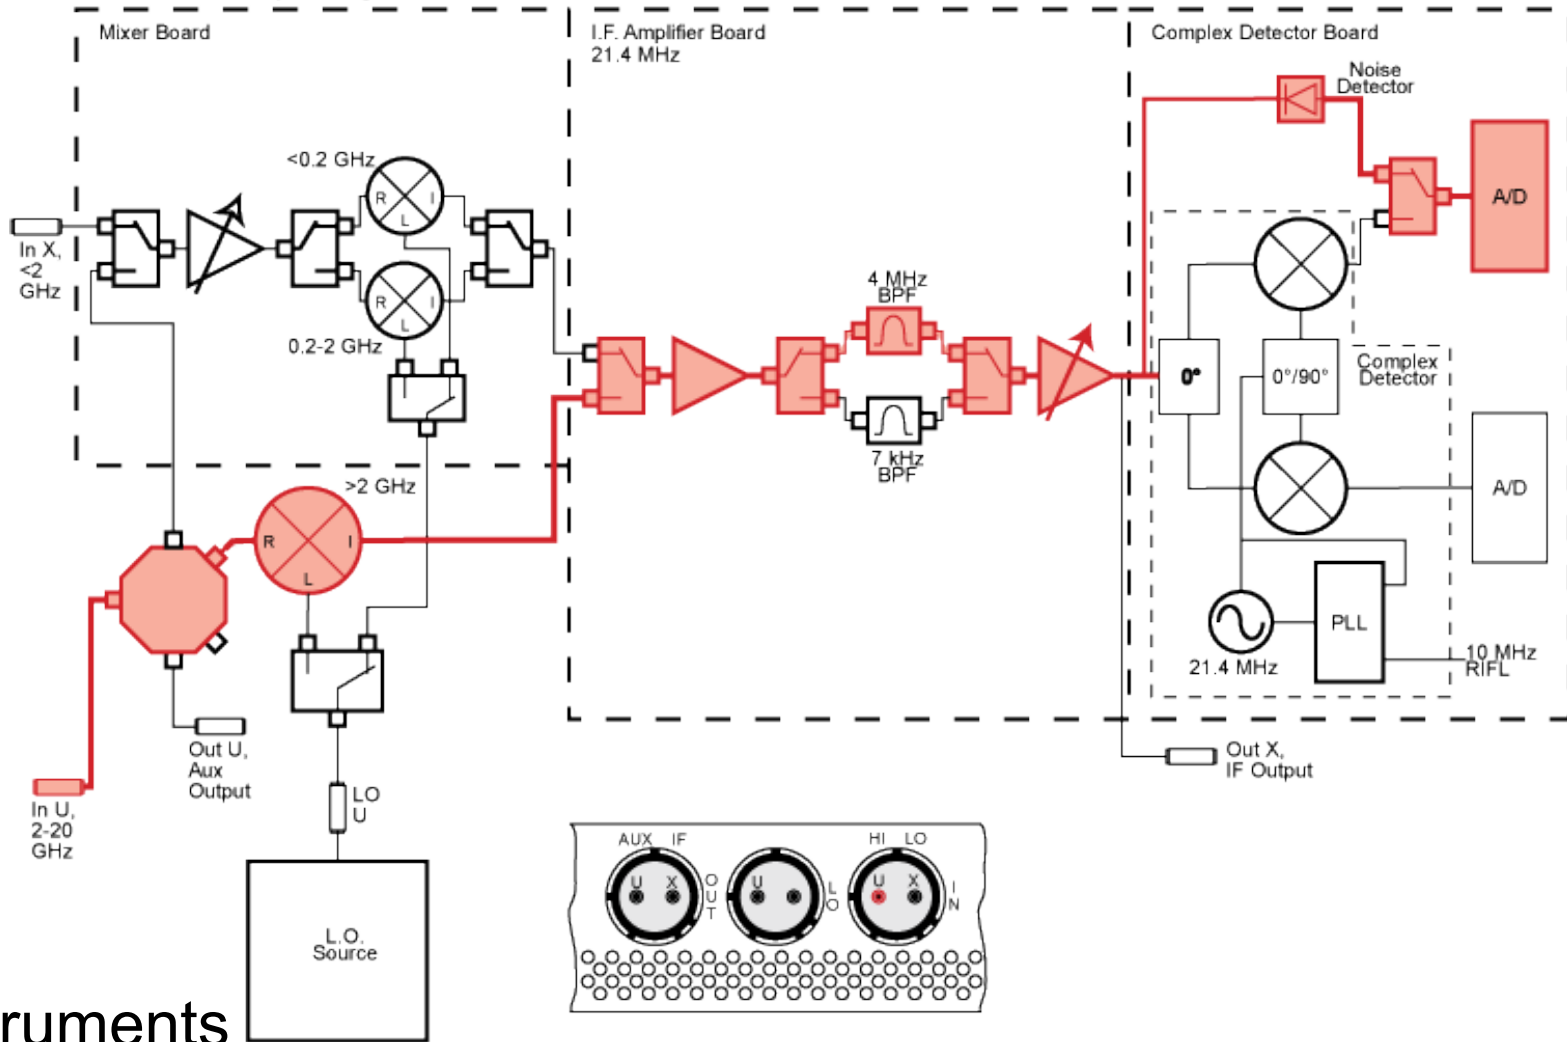 Mixer Board
I.F. Amplifier Board
21.4 MHz
Complex Detector Board
Noise
Detector
<0.2 GHz
R
I
L
A/D
In X,
<2
GHz
R
I
L
0.2-2 GHz
4 MHz
BPF
7 kHz
BPF
0°
0°/90°
Complex
Detector
A/D
>2 GHz
R
I
L
PLL
21.4 MHz
10 MHz
RIFL
Out U,
Aux
Output
Out X,
IF Output
In U,
2-20
GHz
LO
U
AUX IF
U X
OUT
U
LO
HI LO
U X
IN
L.O.
Source
ruments